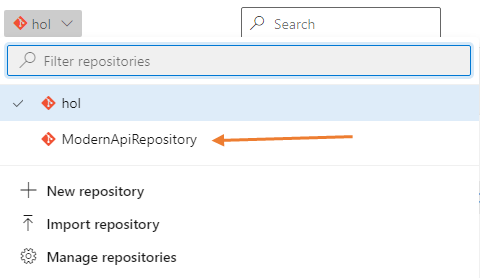 hol
Search
Filter repositories
hol
ModernApiRepository
New repository
Import repository
Manage repositories